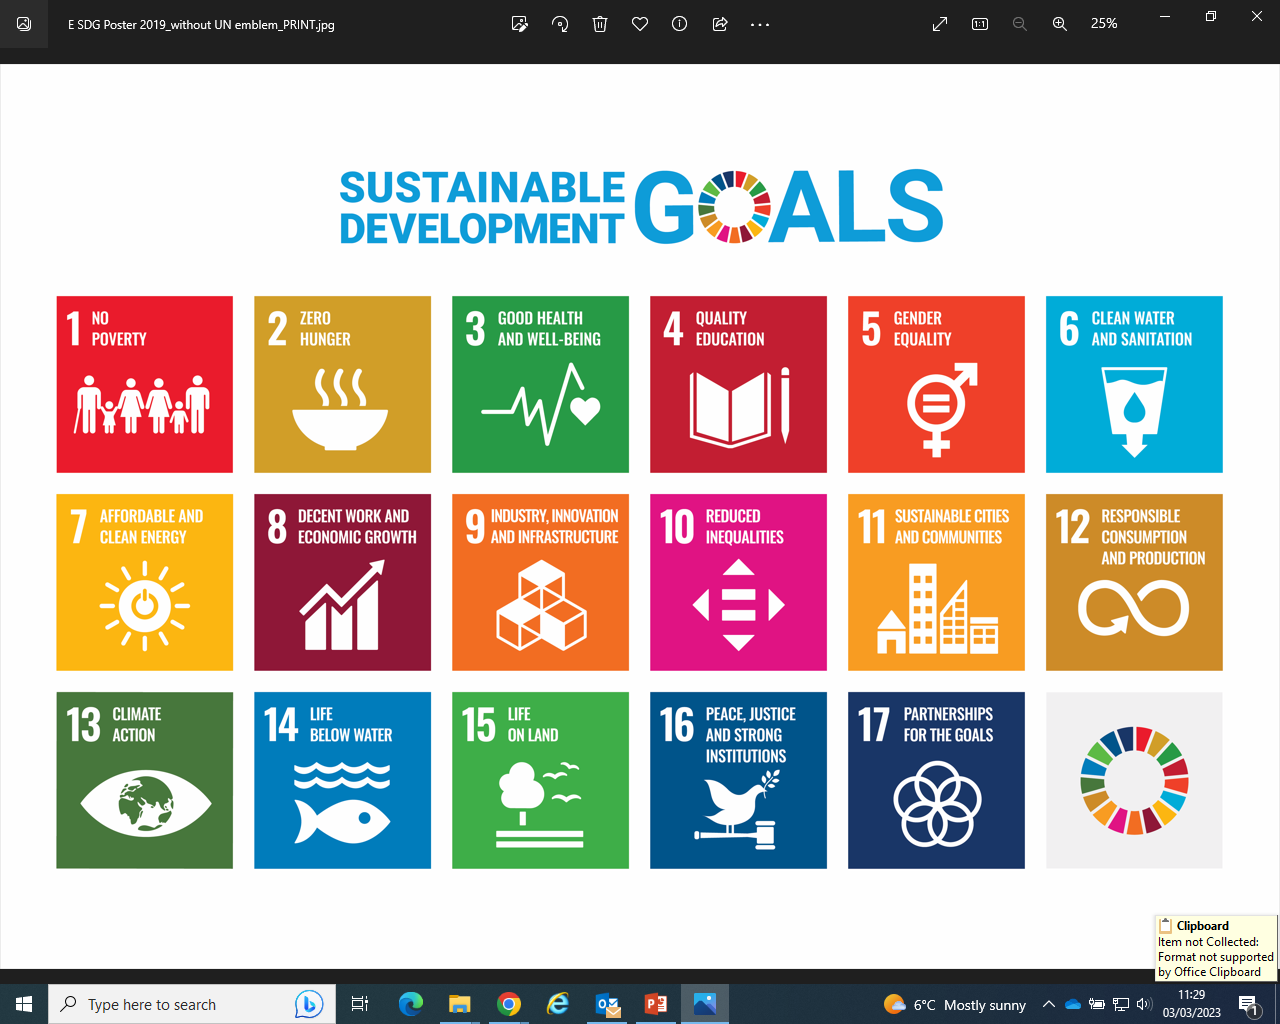 E SDG Poster 2019_without UN emblem_PRINT.jpg
1:1
25%
SUSTAINABLE
DEVELOPMENT
GOALS
1 NO
POVERTY
2 ZERO
HUNGER
3 GOOD HEALTH
AND WELL-BEING
4 QUALITY
EDUCATION
5 GENDER
EQUALITY
6 CLEAN WATER
AND SANITATION
7 AFFORDABLE AND
CLEAN ENERGY
8 DECENT WORK AND
ECONOMIC GROWTH
9 INDUSTRY, INNOVATION
AND INFRASTRUCTURE
10 REDUCED
INEQUALITIES
11 SUSTAINABLE CITIES
AND COMMUNITIES
12 RESPONSIBLE
CONSUMPTION
AND PRODUCTION
13 CLIMATE
ACTION
14 LIFE
BELOW WATER
15 LIFE
ON LAND
16 PEACE, JUSTICE
AND STRONG
INSTITUTIONS
17 PARTNERSHIPS
FOR THE GOALS
Clipboard
Item not Collected:
Format not supported
by Office Clipboard
Type here to search
6°C Mostly sunny
11:29
03/03/2023
1